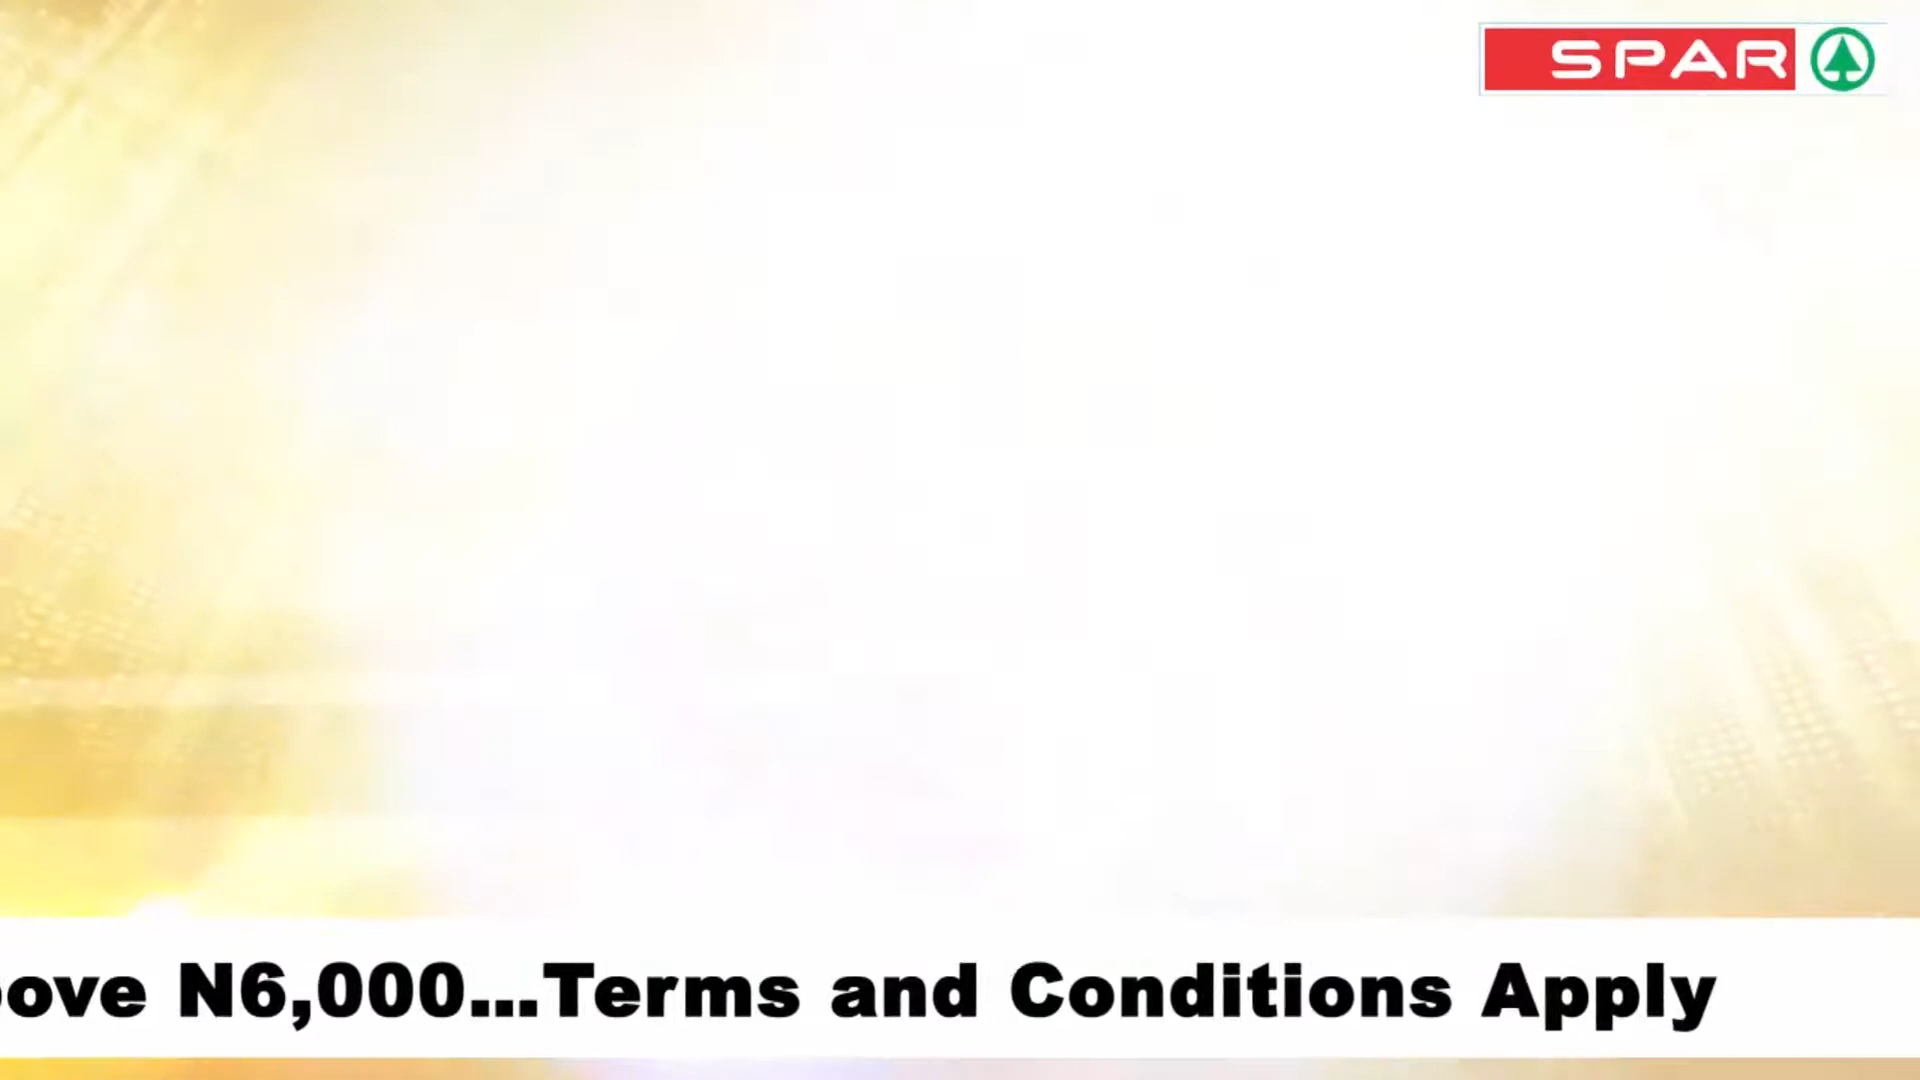 SPAR
ove N6,000...Terms and Conditions Apply